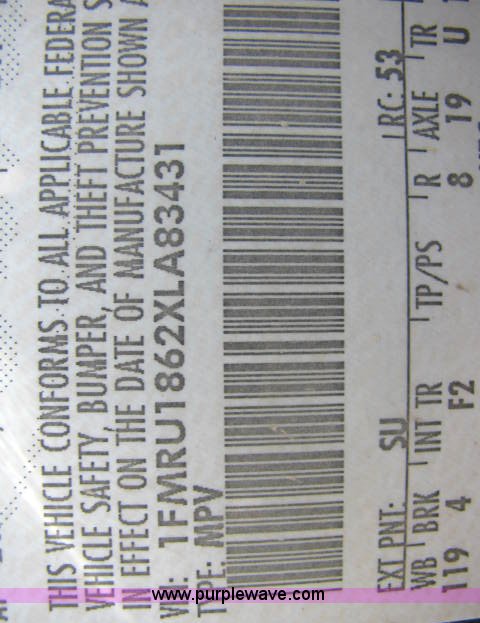 THIS VEHICLE CONFORMS TO ALL APPLICABLE FEDERA
VEHICLE SAFETY, BUMPER, AND THEFT PREVENTION S
IN EFFECT ON THE DATE OF MANUFACTURE SHOWN A
VIN: 1FMRU1862XLA83431
TYPE: MPV
EXT PNT: SU RC: 53
WB BRK INT TR TP/PS R AXLE TR
119 4 F2 8 19 U
www.purplewave.com